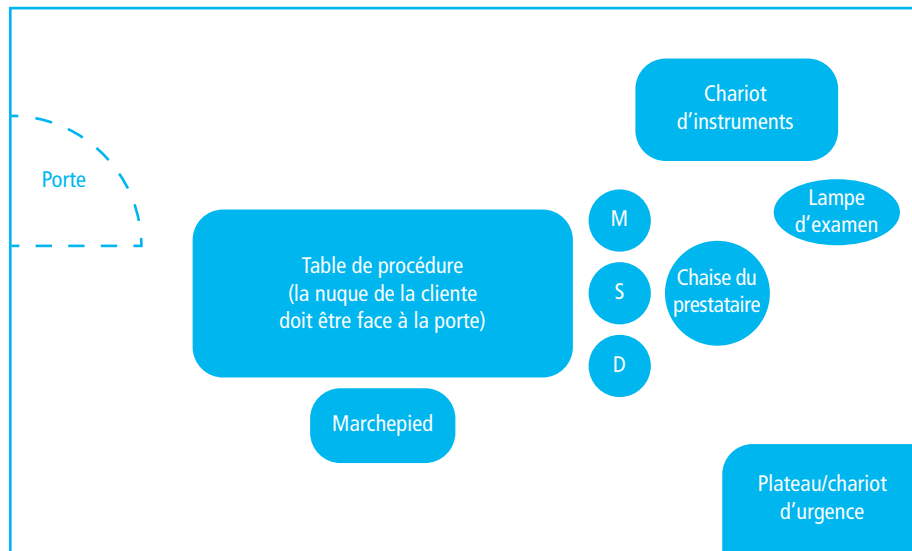 Chariot
d’instruments
Porte
Lampe
d’examen
M
Table de procédure
(la nuque de la cliente
doit être face à la porte)
S
Chaise du
prestataire
D
Marchepied
Plateau/chariot
d’urgence